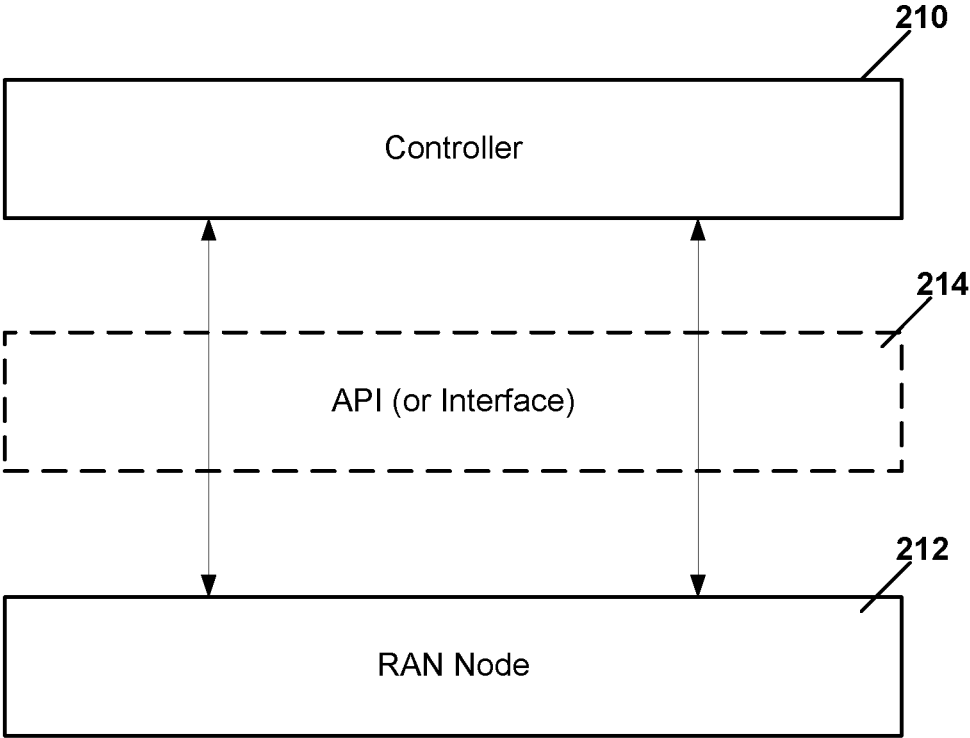 210
Controller
214
API (or Interface)
212
RAN Node